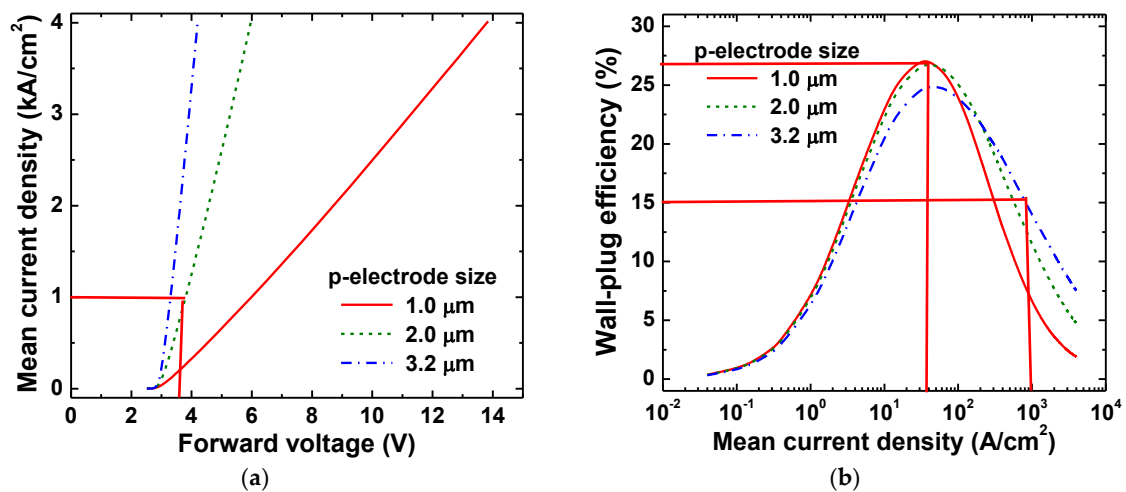 Mean current density (kA/cm²)
4
3
2
1
0
p-electrode size
1.0 μm
2.0 μm
3.2 μm
0 2 4 6 8 10 12 14
Forward voltage (V)
(a)
Wall-plug efficiency (%)
30
25
20
15
10
5
0
p-electrode size
1.0 μm
2.0 μm
3.2 μm
10⁻² 10⁻¹ 10⁰ 10¹ 10² 10³ 10⁴
Mean current density (A/cm²)
(b)